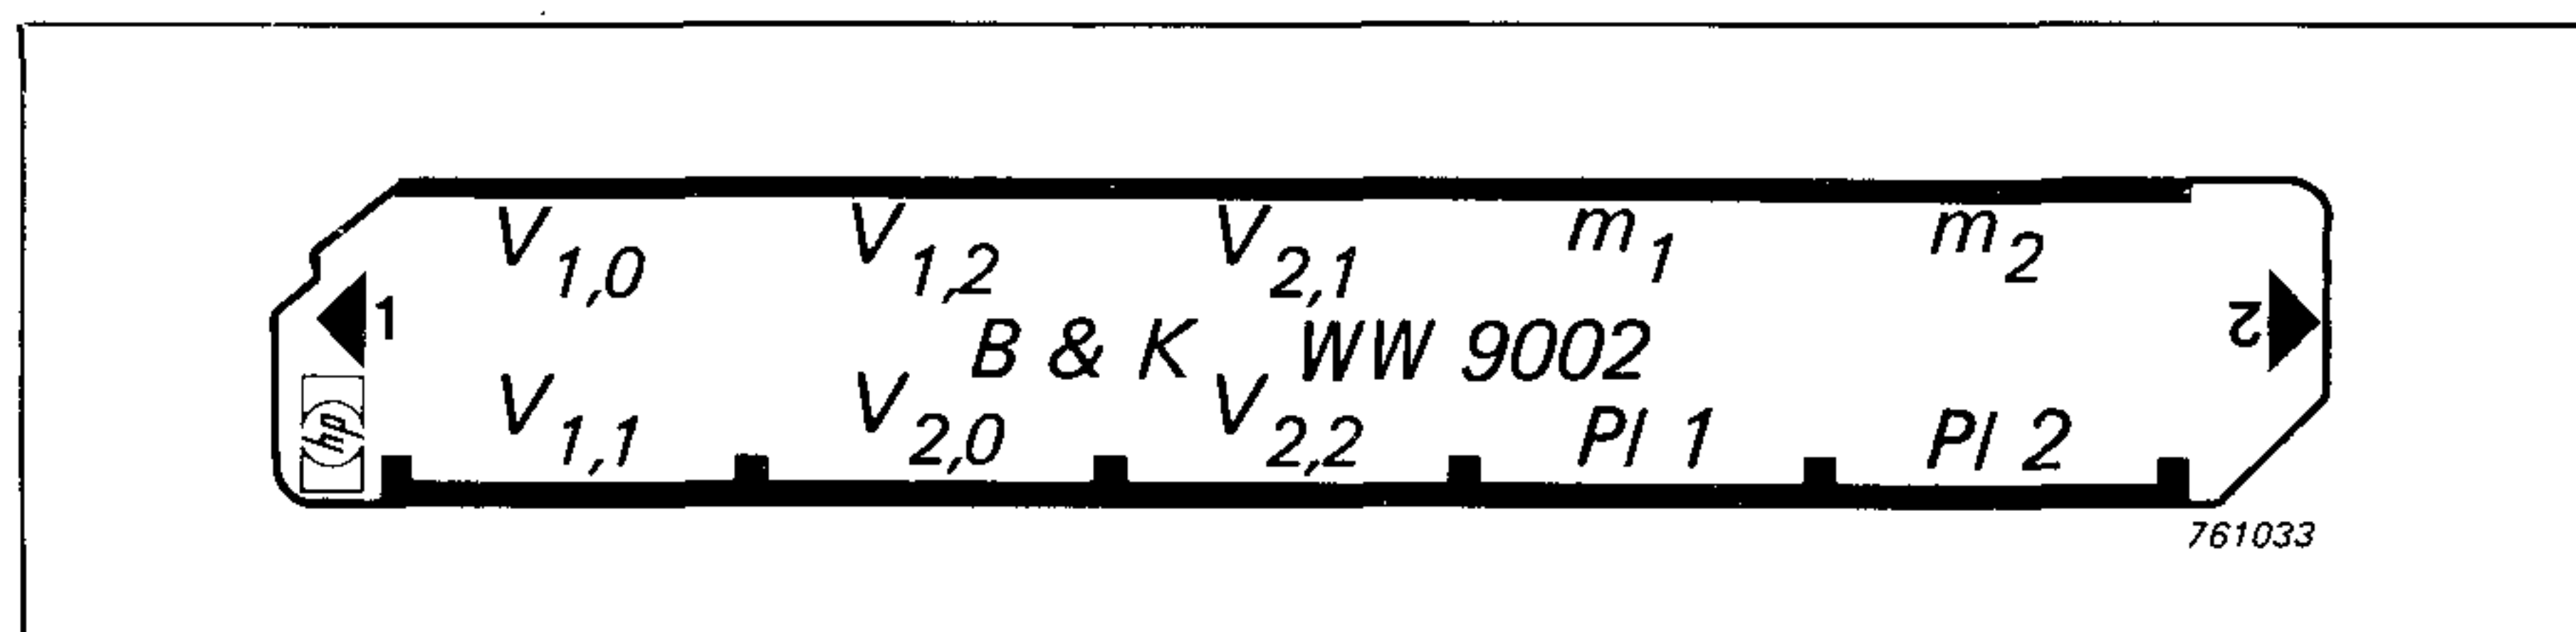 V1,0 V1,2 V2,1 m1 m2
1 B & K WW 9002 2
hp V1,1 V2,0 V2,2 Pl 1 Pl 2
761033